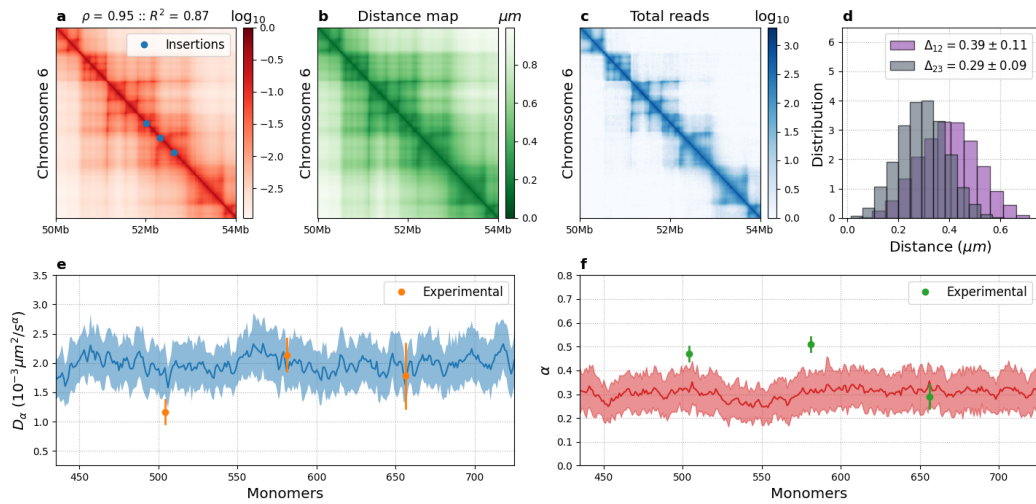 a ρ = 0.95 :: R² = 0.87 log₁₀
Insertions
Chromosome 6
0.0
−0.5
−1.0
−1.5
−2.0
−2.5
50Mb 52Mb 54Mb
b Distance map μm
Chromosome 6
0.8
0.6
0.4
0.2
0.0
50Mb 52Mb 54Mb
c Total reads log₁₀
Chromosome 6
3.0
2.5
2.0
1.5
1.0
0.5
0.0
50Mb 52Mb 54Mb
d
Δ₁₂ = 0.39 ± 0.11
Δ₂₃ = 0.29 ± 0.09
Distribution
6
5
4
3
2
1
0
0.0 0.2 0.4 0.6
Distance (μm)
e
Experimental
D_α (10⁻³μm²/s^α)
3.5
3.0
2.5
2.0
1.5
1.0
0.5
500 550 600 650 700
Monomers
f
Experimental
α
0.8
0.7
0.6
0.5
0.4
0.3
0.2
0.1
0.0
450 500 550 600 650 700
Monomers